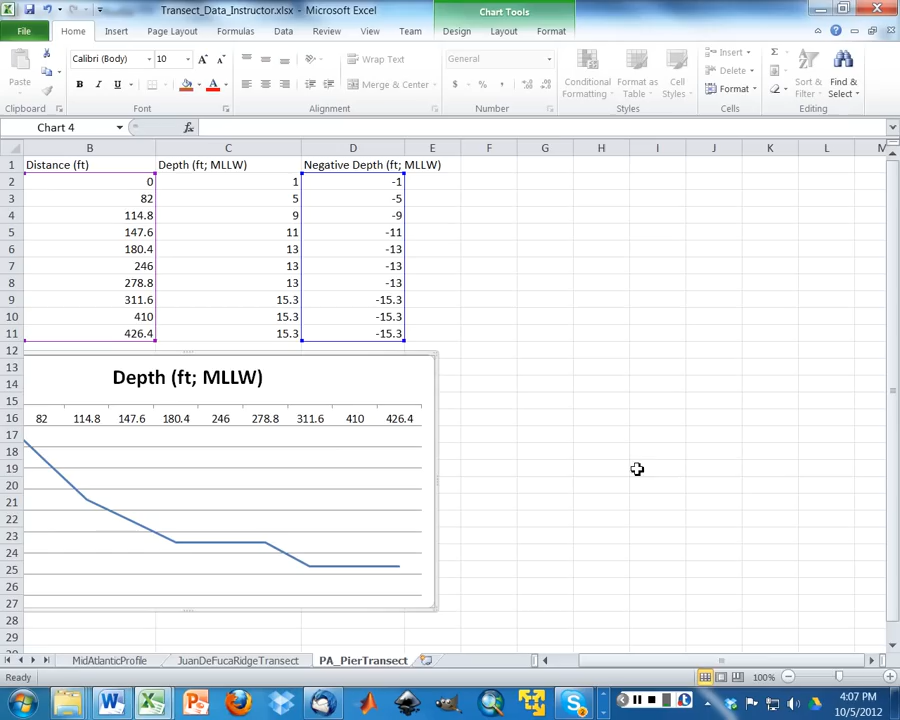 Transect_Data_Instructor.xlsx - Microsoft Excel
Chart Tools
File Home Insert Page Layout Formulas Data Review View Design Layout Format
Paste
Calibri (Body) 10
Wrap Text
General
Conditional Formatting
Format as Table
Cell Styles
Insert
Delete
Format
Sort & Filter
Find & Select
Merge & Center
Clipboard Font Alignment Number Styles Cells Editing
Chart 4 fx
B C D E F G H I J K L M
1 Distance (ft) Depth (ft; MLLW) Negative Depth (ft; MLLW)
2 0 1 -1
3 82 5 -5
4 114.8 9 -9
5 147.6 11 -11
6 180.4 13 -13
7 246 13 -13
8 278.8 13 -13
9 311.6 15.3 -15.3
10 410 15.3 -15.3
11 426.4 15.3 -15.3
12
13
Depth (ft; MLLW)
14
15
16
82 114.8 147.6 180.4 246 278.8 311.6 410 426.4
17
18
19
20
21
22
23
24
25
26
27
28
29
MidAtlanticProfile JuanDeFucaRidgeTransect PA_PierTransect
Ready 100%
4:07 PM
10/5/2012